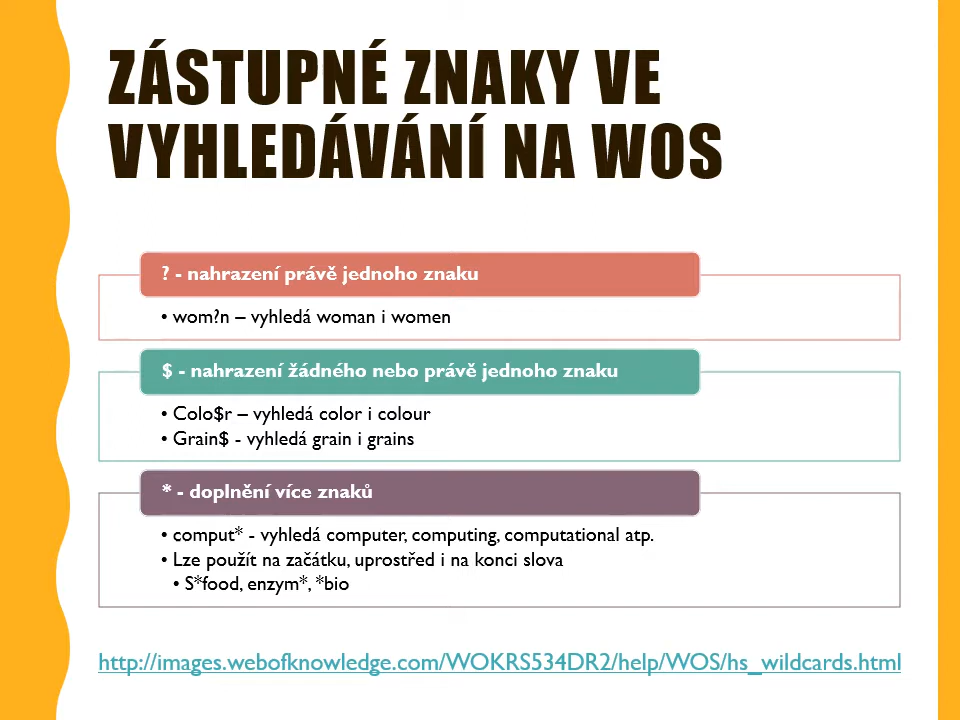 ZÁSTUPNÉ ZNAKY VE
VYHLEDÁVÁNÍ NA WOS
? - nahrazení právě jednoho znaku
• wom?n – vyhledá woman i women
$ - nahrazení žádného nebo právě jednoho znaku
• Colo$r – vyhledá color i colour
• Grain$ - vyhledá grain i grains
* - doplnění více znaků
• comput* - vyhledá computer, computing, computational atp.
• Lze použít na začátku, uprostřed i na konci slova
• S*food, enzym*, *bio
http://images.webofknowledge.com/WOKRS534DR2/help/WOS/hs_wildcards.html